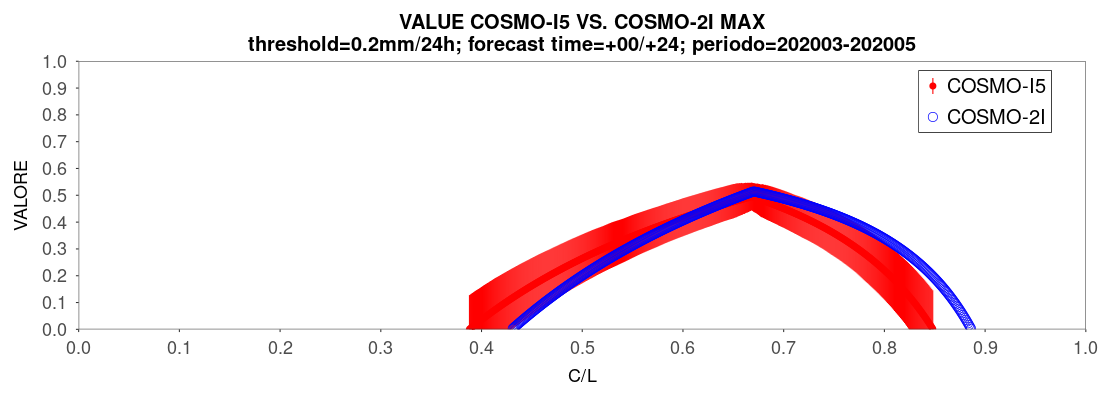 VALUE COSMO-I5 VS. COSMO-2I MAX
threshold=0.2mm/24h; forecast time=+00/+24; periodo=202003-202005
1.0
0.9
0.8
0.7
0.6
0.5
0.4
0.3
0.2
0.1
0.0
VALORE
COSMO-I5
COSMO-2I
0.0 0.1 0.2 0.3 0.4 0.5 0.6 0.7 0.8 0.9 1.0
C/L